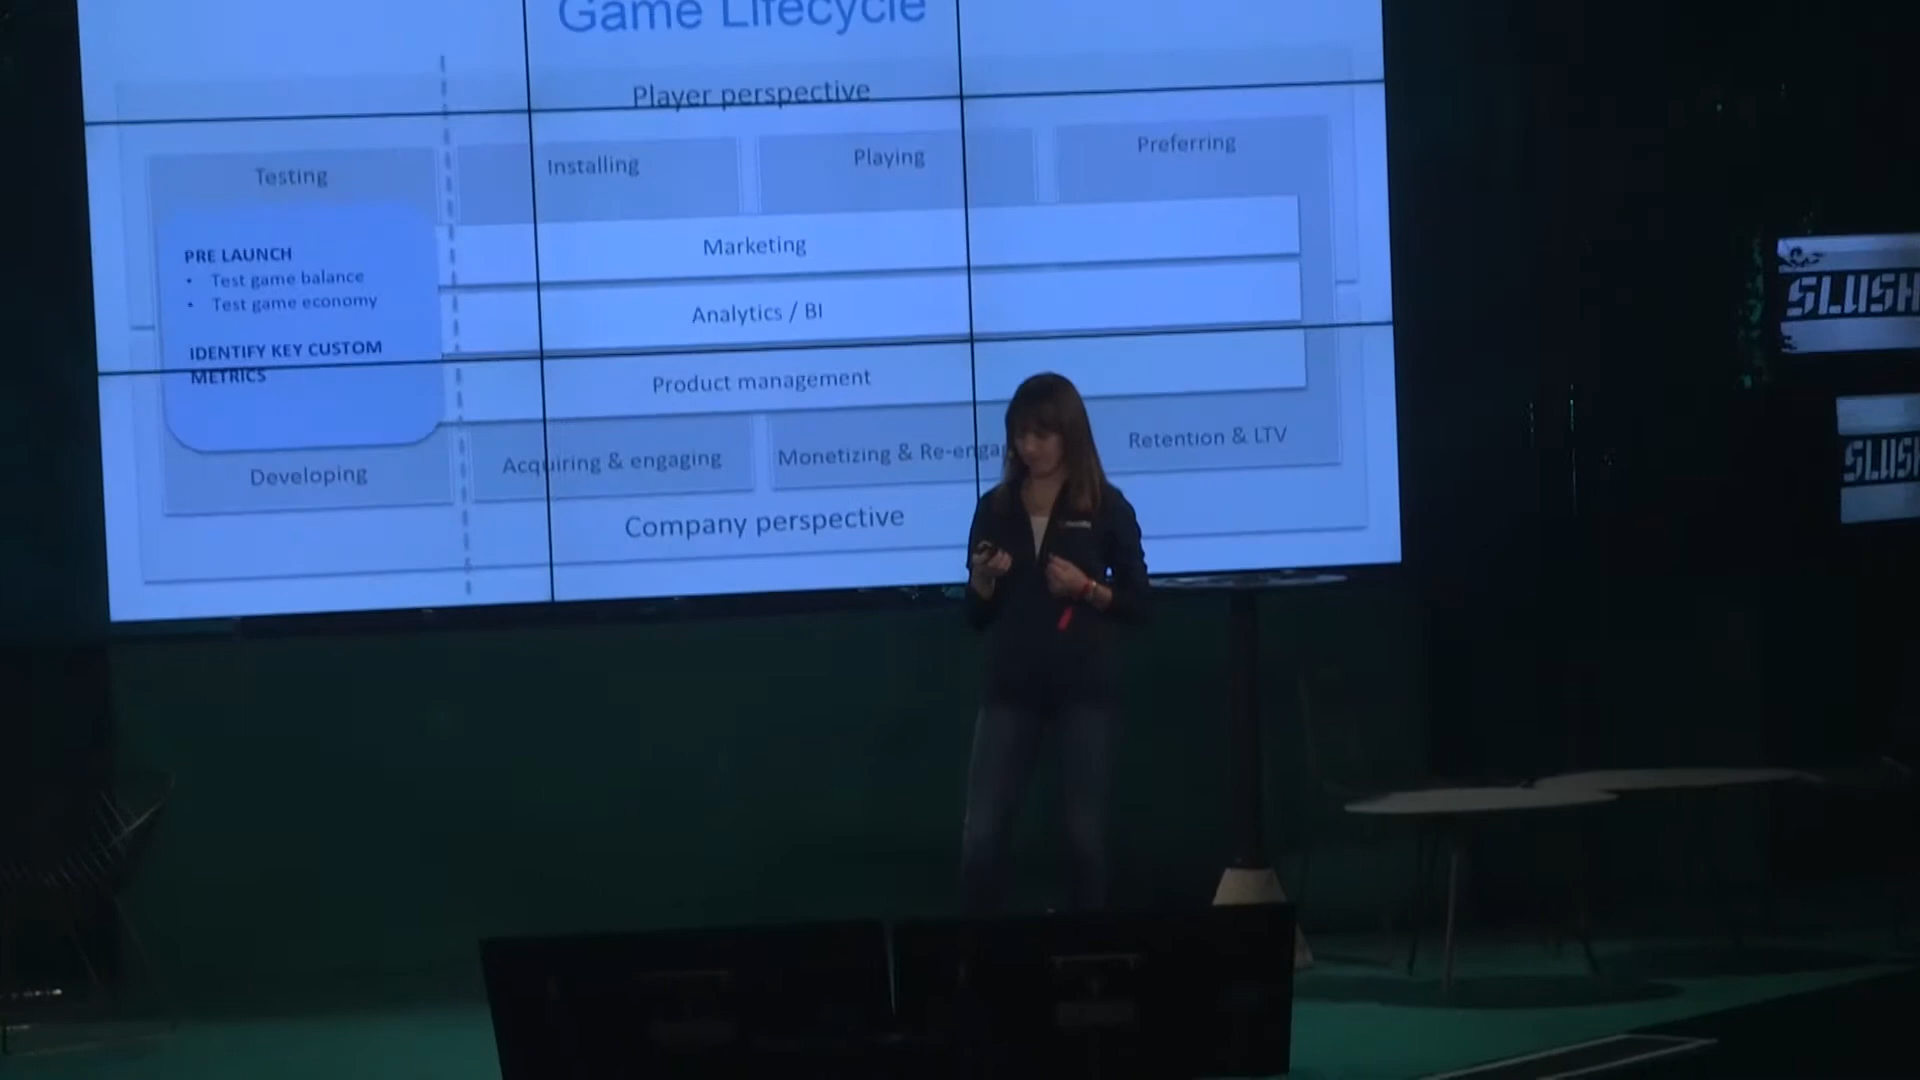 Game Lifecycle
Player perspective
Testing
Installing
Playing
Preferring
PRE LAUNCH
• Test game balance
• Test game economy
IDENTIFY KEY CUSTOM
METRICS
Marketing
Analytics / BI
Product management
Developing
Acquiring & engaging
Monetizing & Re-engag
Retention & LTV
Company perspective
SLUSH
SLUSH